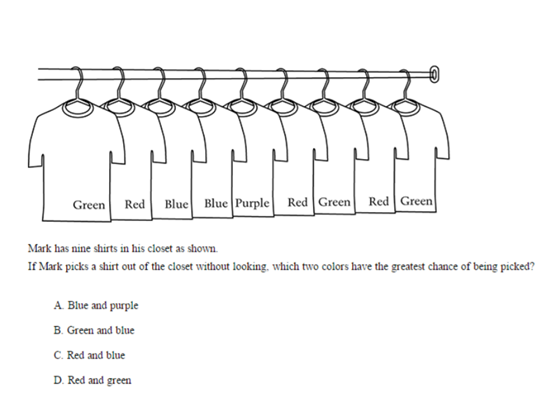 Green Red Blue Blue Purple Red Green Red Green
Mark has nine shirts in his closet as shown.
If Mark picks a shirt out of the closet without looking, which two colors have the greatest chance of being picked?
A. Blue and purple
B. Green and blue
C. Red and blue
D. Red and green